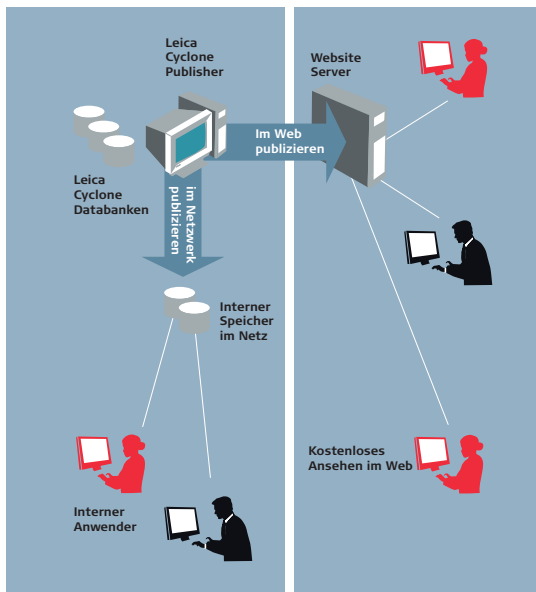 Leica
Cyclone
Publisher
Website
Server
Im Web
publizieren
Leica
Cyclone
Databanken
im Netzwerk
publizieren
Interner
Speicher
im Netz
Kostenloses
Ansehen im Web
Interner
Anwender